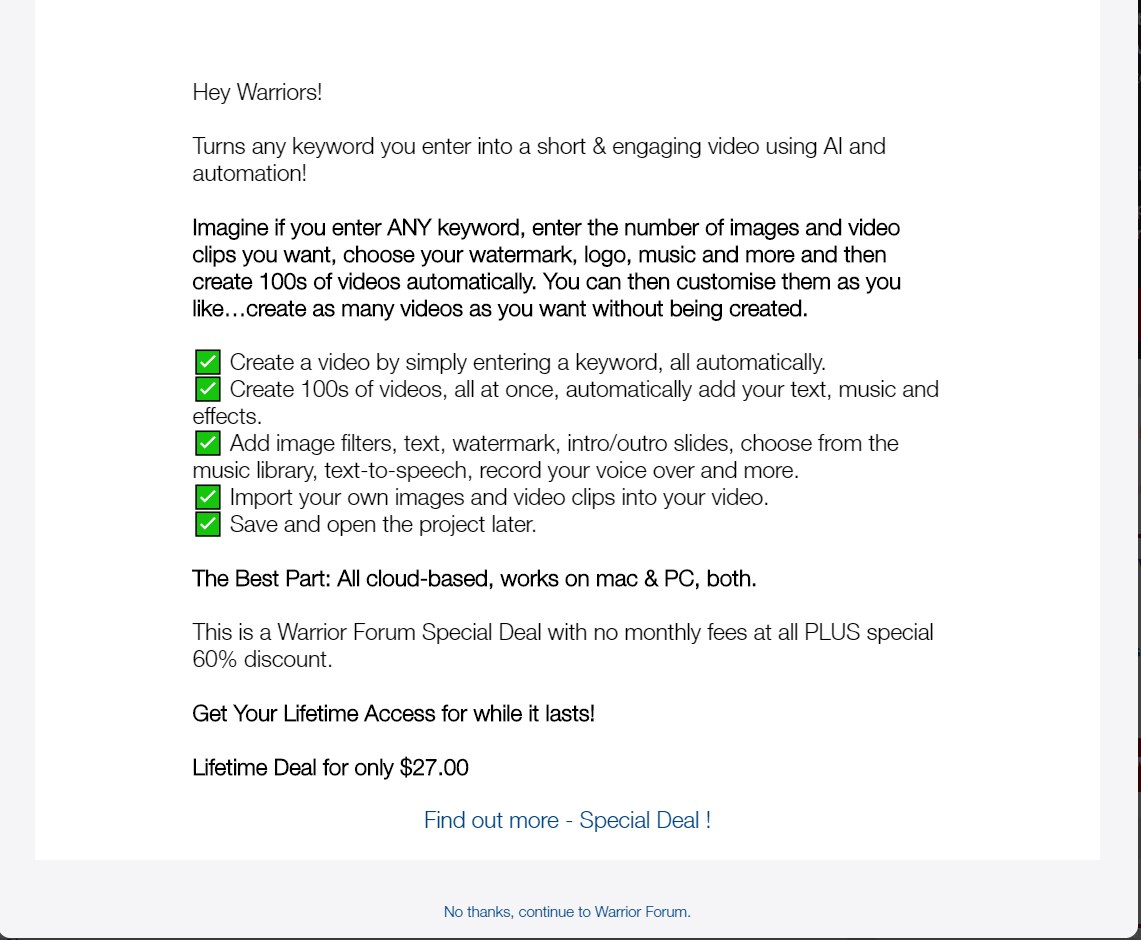 Hey Warriors!
Turns any keyword you enter into a short & engaging video using AI and
automation!
Imagine if you enter ANY keyword, enter the number of images and video
clips you want, choose your watermark, logo, music and more and then
create 100s of videos automatically. You can then customise them as you
like…create as many videos as you want without being created.
✅ Create a video by simply entering a keyword, all automatically.
✅ Create 100s of videos, all at once, automatically add your text, music and
effects.
✅ Add image filters, text, watermark, intro/outro slides, choose from the
music library, text-to-speech, record your voice over and more.
✅ Import your own images and video clips into your video.
✅ Save and open the project later.
The Best Part: All cloud-based, works on mac & PC, both.
This is a Warrior Forum Special Deal with no monthly fees at all PLUS special
60% discount.
Get Your Lifetime Access for while it lasts!
Lifetime Deal for only $27.00
Find out more - Special Deal !
No thanks, continue to Warrior Forum.